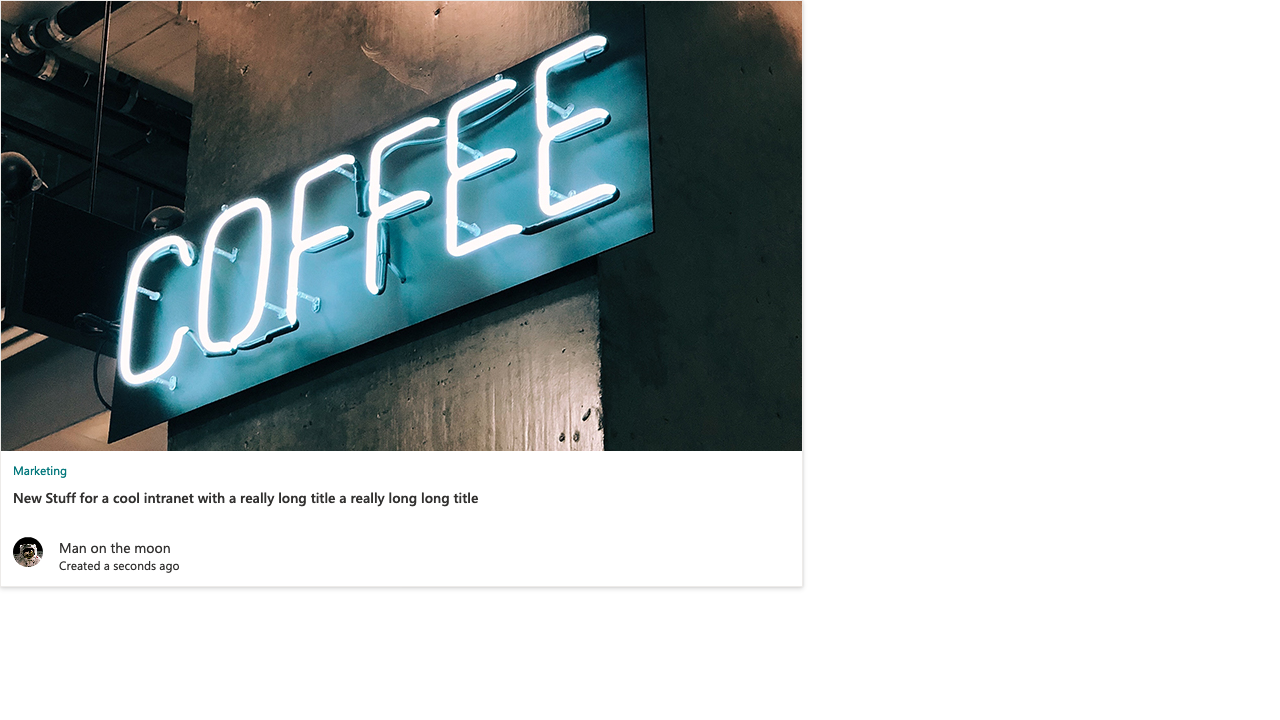 COFFEE
Marketing
New Stuff for a cool intranet with a really long title a really long long title
Man on the moon
Created a seconds ago